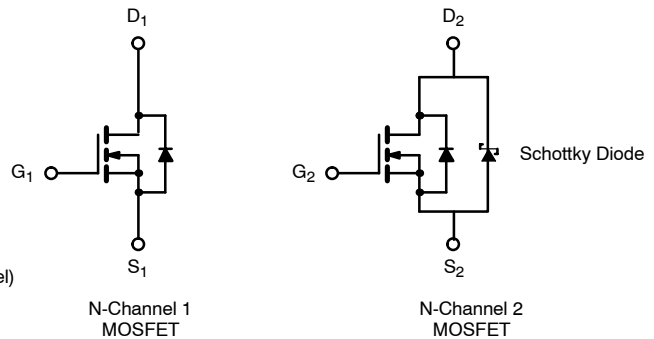 D1
D2
G1
G2
Schottky Diode
S1
S2
el)
N-Channel 1
MOSFET
N-Channel 2
MOSFET